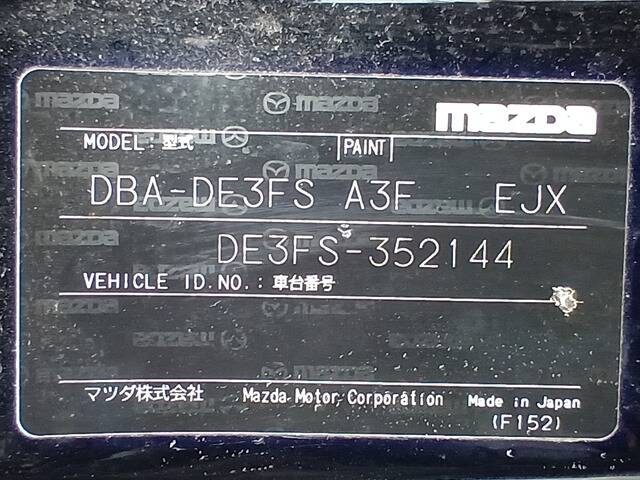 mazda
MODEL: 型式 PAINT
DBA-DE3FS A3F EJX
DE3FS-352144
VEHICLE ID.NO.: 車台番号
マツダ株式会社 Mazda Motor Corporation Made in Japan
(F152)